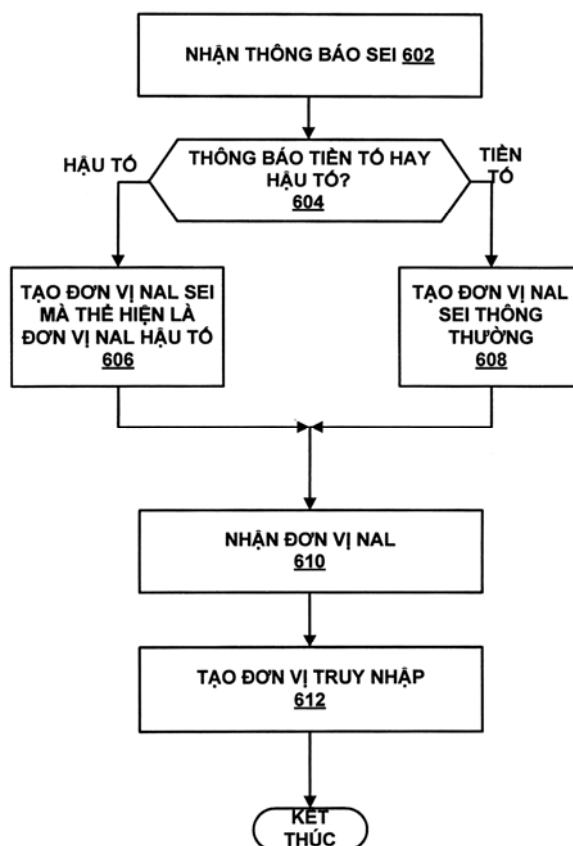 NHẬN THÔNG BÁO SEI 602
THÔNG BÁO TIỀN TỐ HAY
HẬU TỐ?
604
HẬU TỐ
TIỀN
TỐ
TẠO ĐƠN VỊ NAL SEI
MÀ THỂ HIỆN LÀ
ĐƠN VỊ NAL HẬU TỐ
606
TẠO ĐƠN VỊ NAL
SEI THÔNG
THƯỜNG
608
NHẬN ĐƠN VỊ NAL
610
TẠO ĐƠN VỊ TRUY NHẬP
612
KẾT
THÚC